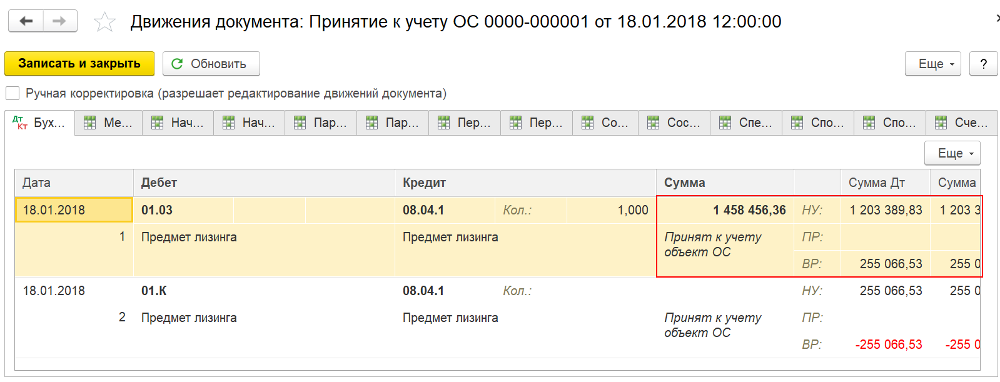 Движения документа: Принятие к учету ОС 0000-000001 от 18.01.2018 12:00:00
Записать и закрыть Обновить Еще ?
Ручная корректировка (разрешает редактирование движений документа)
Дт Кт Бух... Ме... Нач... Нач... Пар... Пар... Пер... Пер... Со... Сос... Спе... Спо... Спо... Сче...
Еще
Дата Дебет Кредит Сумма Сумма Дт Сумма
18.01.2018 01.03 08.04.1 Кол.: 1,000 1 458 456,36 НУ: 1 203 389,83 1 203 3
1 Предмет лизинга Предмет лизинга Принят к учету ПР:
объект ОС
ВР: 255 066,53 255 0
18.01.2018 01.К 08.04.1 Кол.: НУ: 255 066,53 255 0
2 Предмет лизинга Предмет лизинга Принят к учету ПР:
объект ОС
ВР: -255 066,53 -255 0